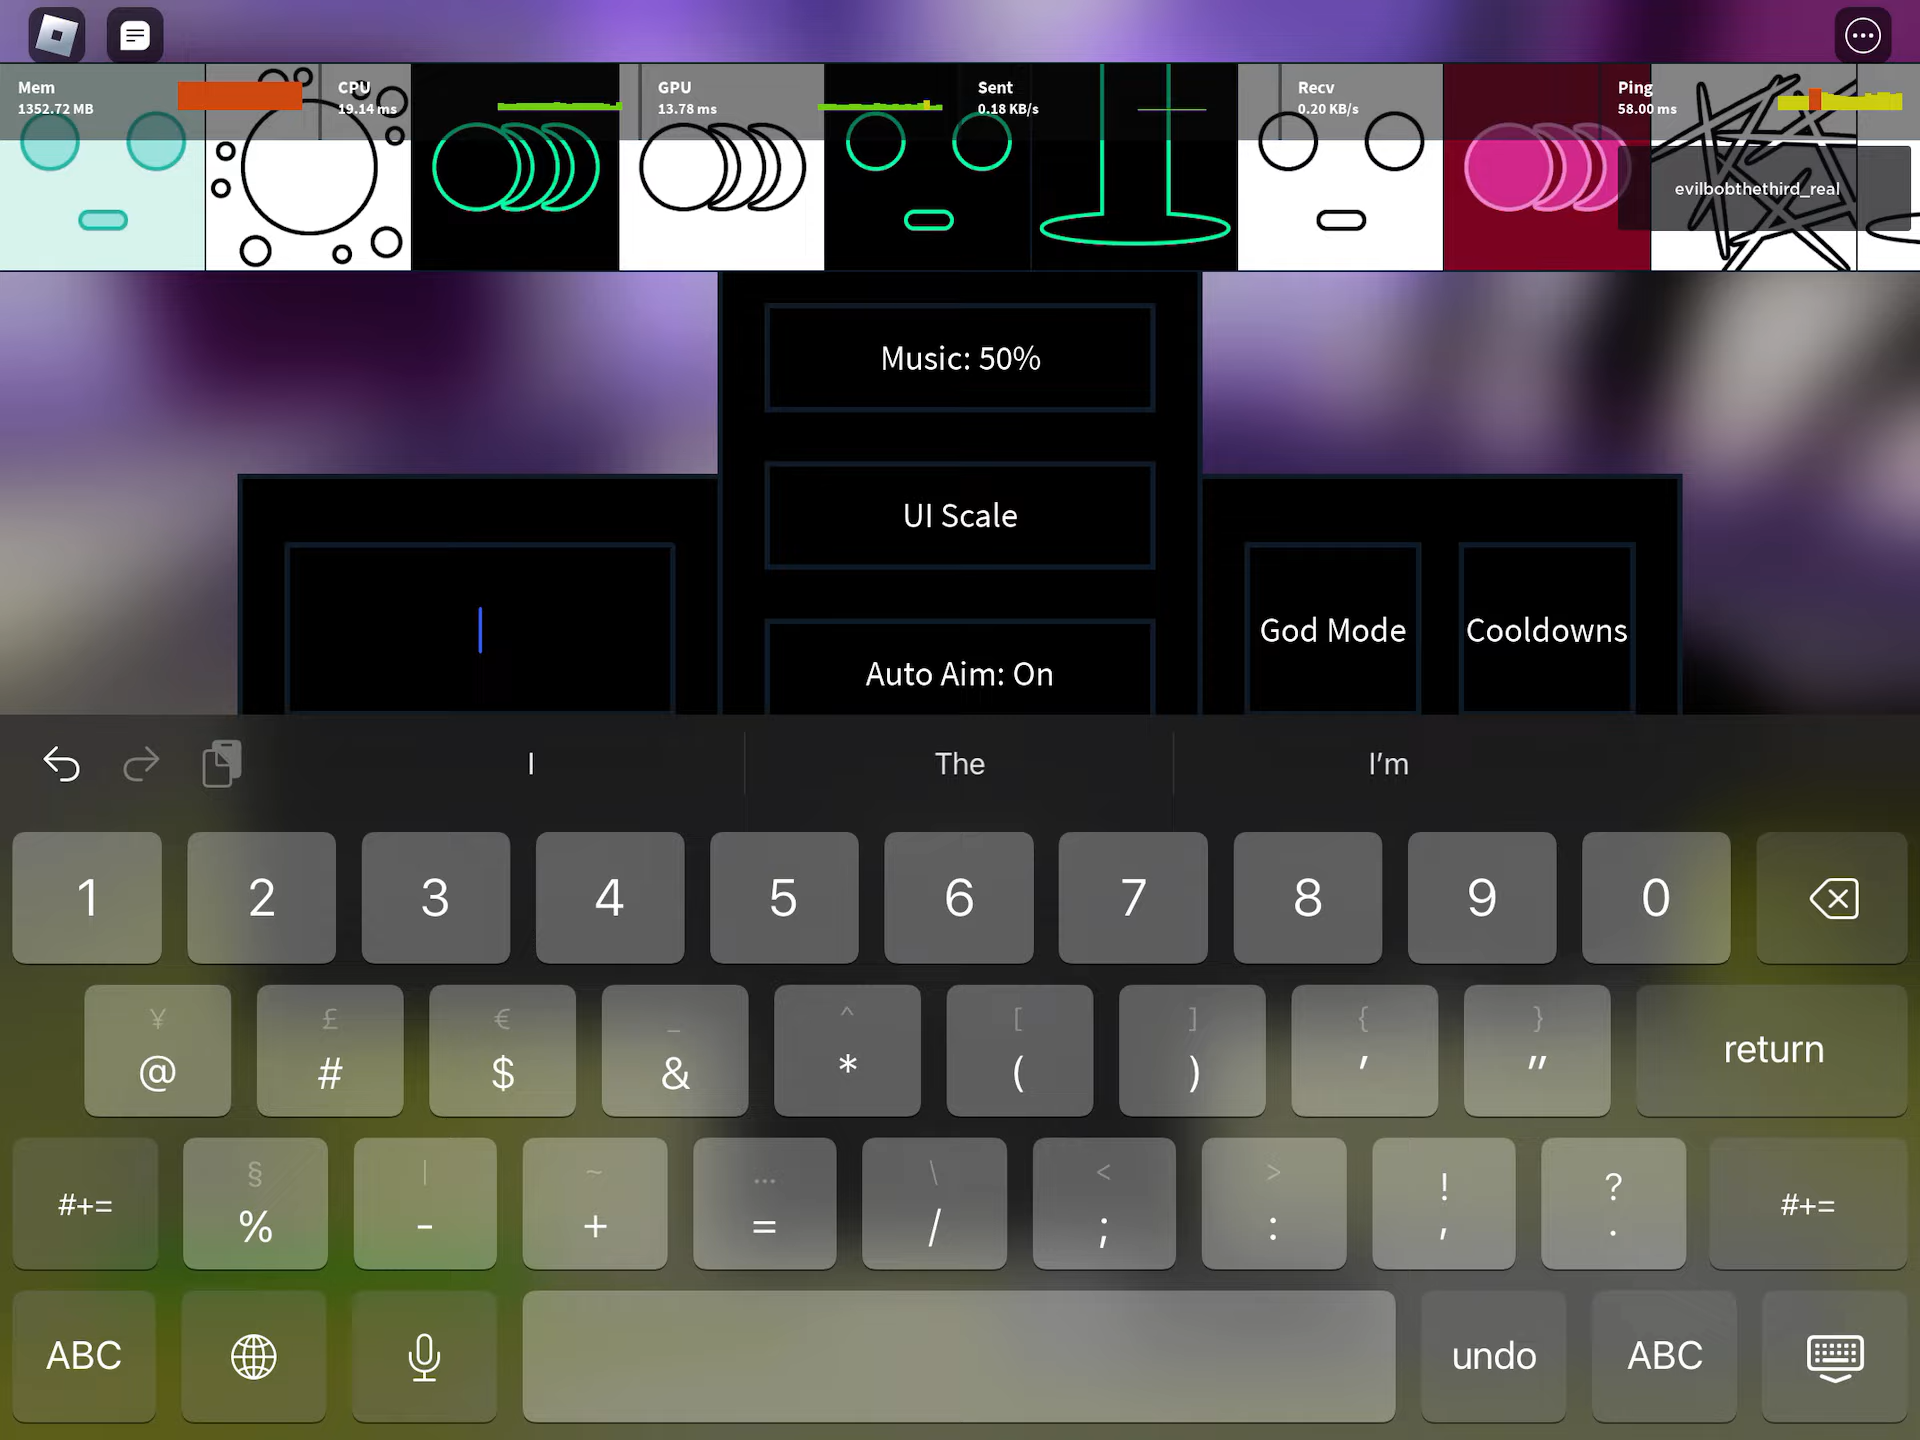 Mem
1352.72 MB
CPU
19.14 ms
GPU
13.78 ms
Sent
0.18 KB/s
Recv
0.20 KB/s
Ping
58.00 ms
evilbobthethird_real
Music: 50%
UI Scale
God Mode
Cooldowns
Auto Aim: On
I
The
I'm
1 2 3 4 5 6 7 8 9 0
¥ £ € _ ^ [ ] { }
@ # $ & * ( ) ' " return
§ | ~ … \ < > ! ?
#+= % - + = / ; : , . #+=
ABC
undo
ABC